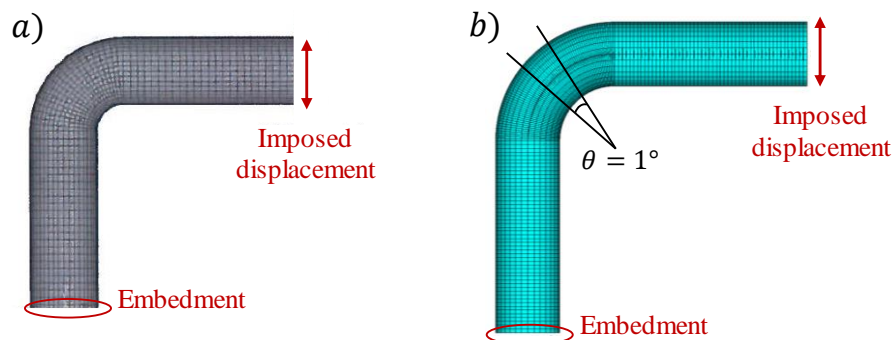 a)
Imposed
displacement
Embedment
b)
θ = 1°
Imposed
displacement
Embedment